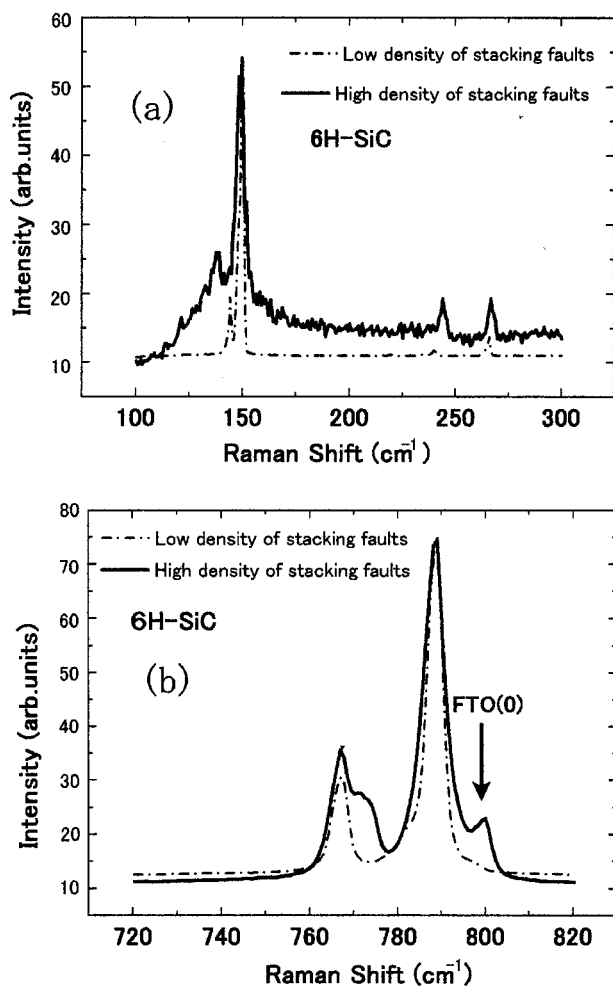 60
50
40
30
20
10
Intensity (arb.units)
(a)
Low density of stacking faults
High density of stacking faults
6H-SiC
100 150 200 250 300
Raman Shift (cm-1)
80
70
60
50
40
30
20
10
Intensity (arb.units)
Low density of stacking faults
High density of stacking faults
6H-SiC
(b)
FTO(0)
720 740 760 780 800 820
Raman Shift (cm-1)